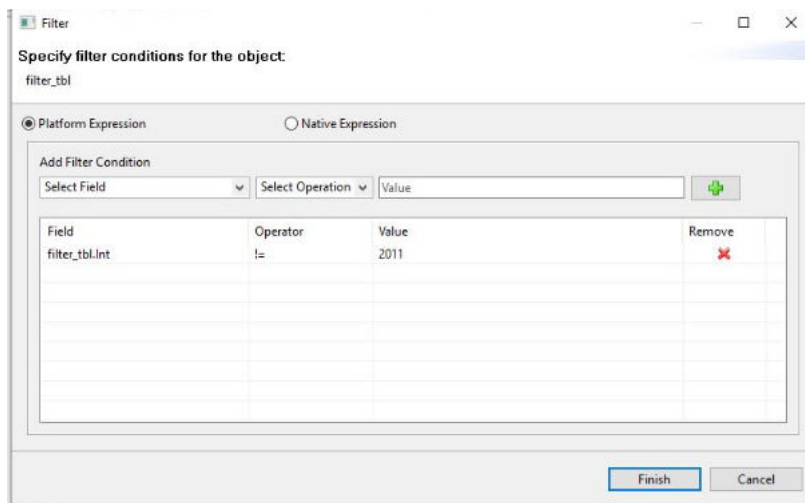 Filter
Specify filter conditions for the object:
filter_tbl
Platform Expression Native Expression
Add Filter Condition
Select Field Select Operation Value
Field Operator Value Remove
filter_tbl.Int != 2011
Finish Cancel